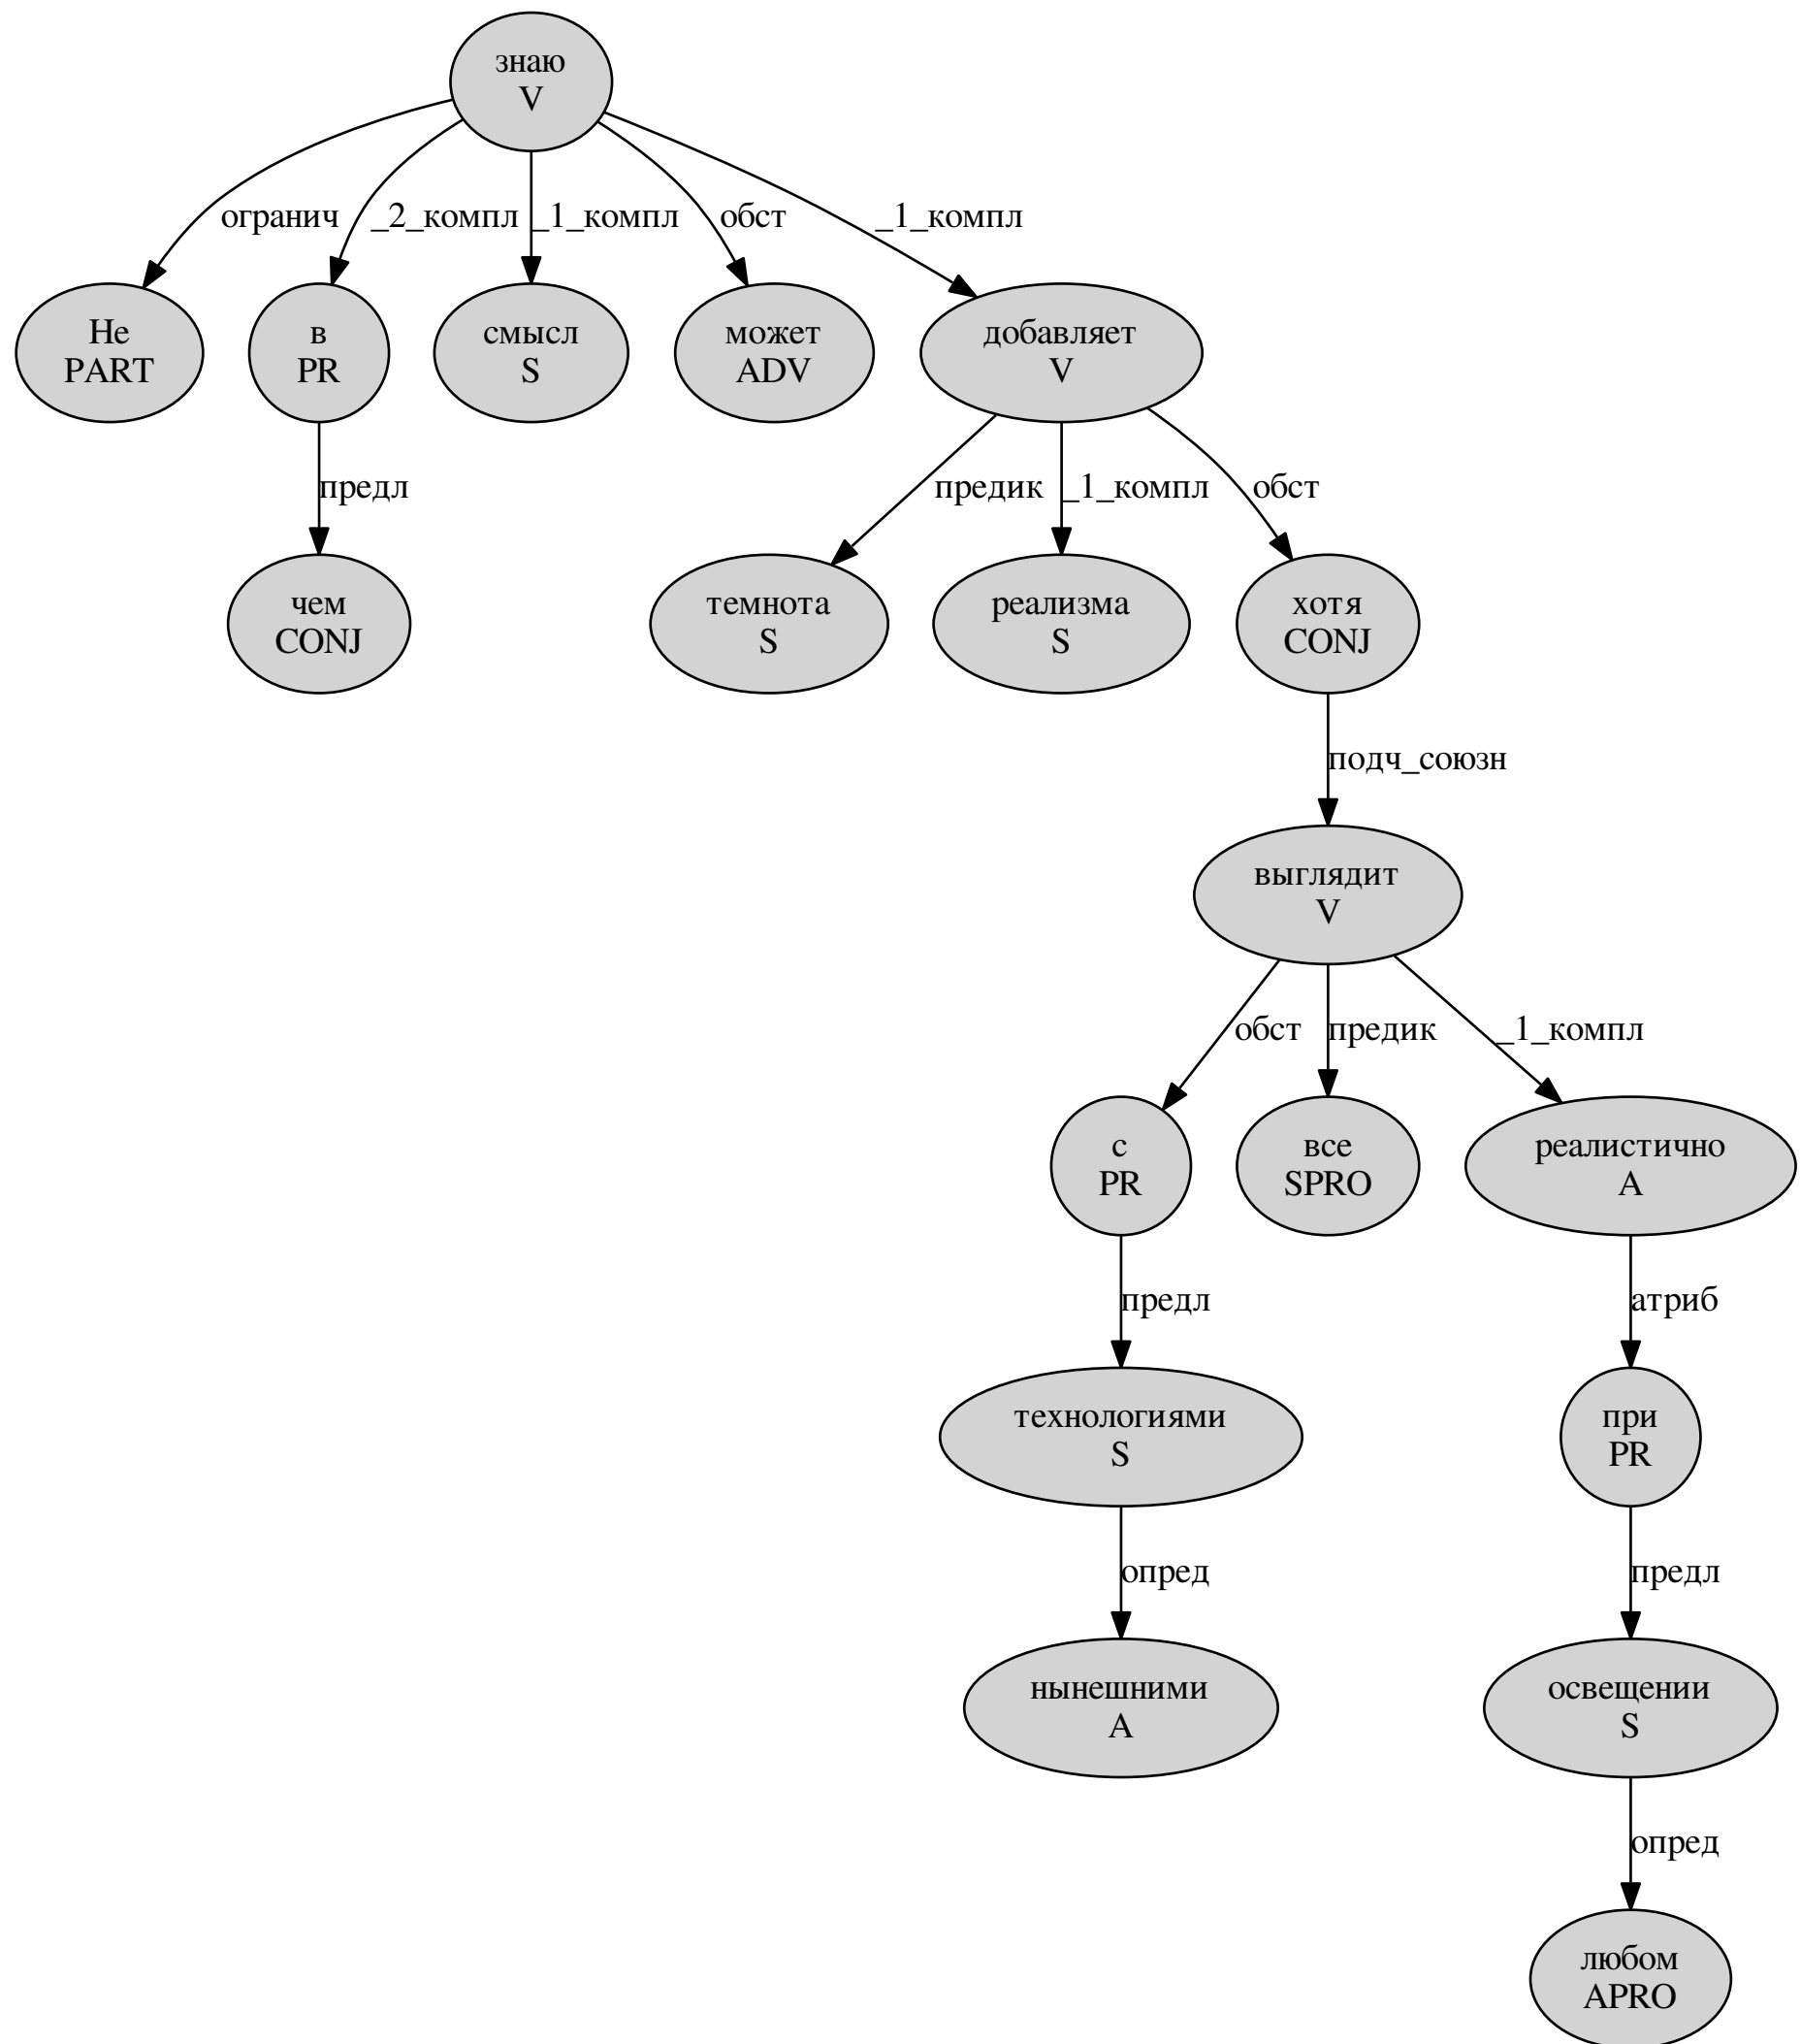 знаю
V
огранич
_2_компл
_1_компл
обст
_1_компл
Не
PART
в
PR
смысл
S
может
ADV
добавляет
V
предл
предик
_1_компл
обст
чем
CONJ
темнота
S
реализма
S
хотя
CONJ
подч_союзн
выглядит
V
обст
предик
_1_компл
с
PR
все
SPRO
реалистично
A
предл
атриб
технологиями
S
при
PR
опред
предл
нынешними
A
освещении
S
опред
любом
APRO